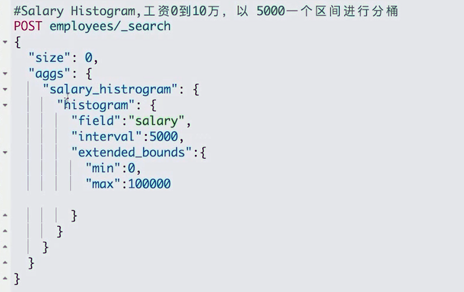 #Salary Histogram,工资0到10万，以 5000一个区间进行分桶
POST employees/_search
{
  "size": 0,
  "aggs": {
    "salary_histrogram": {
      "histogram": {
        "field":"salary",
        "interval":5000,
        "extended_bounds":{
          "min":0,
          "max":100000

        }
      }
    }
  }
}